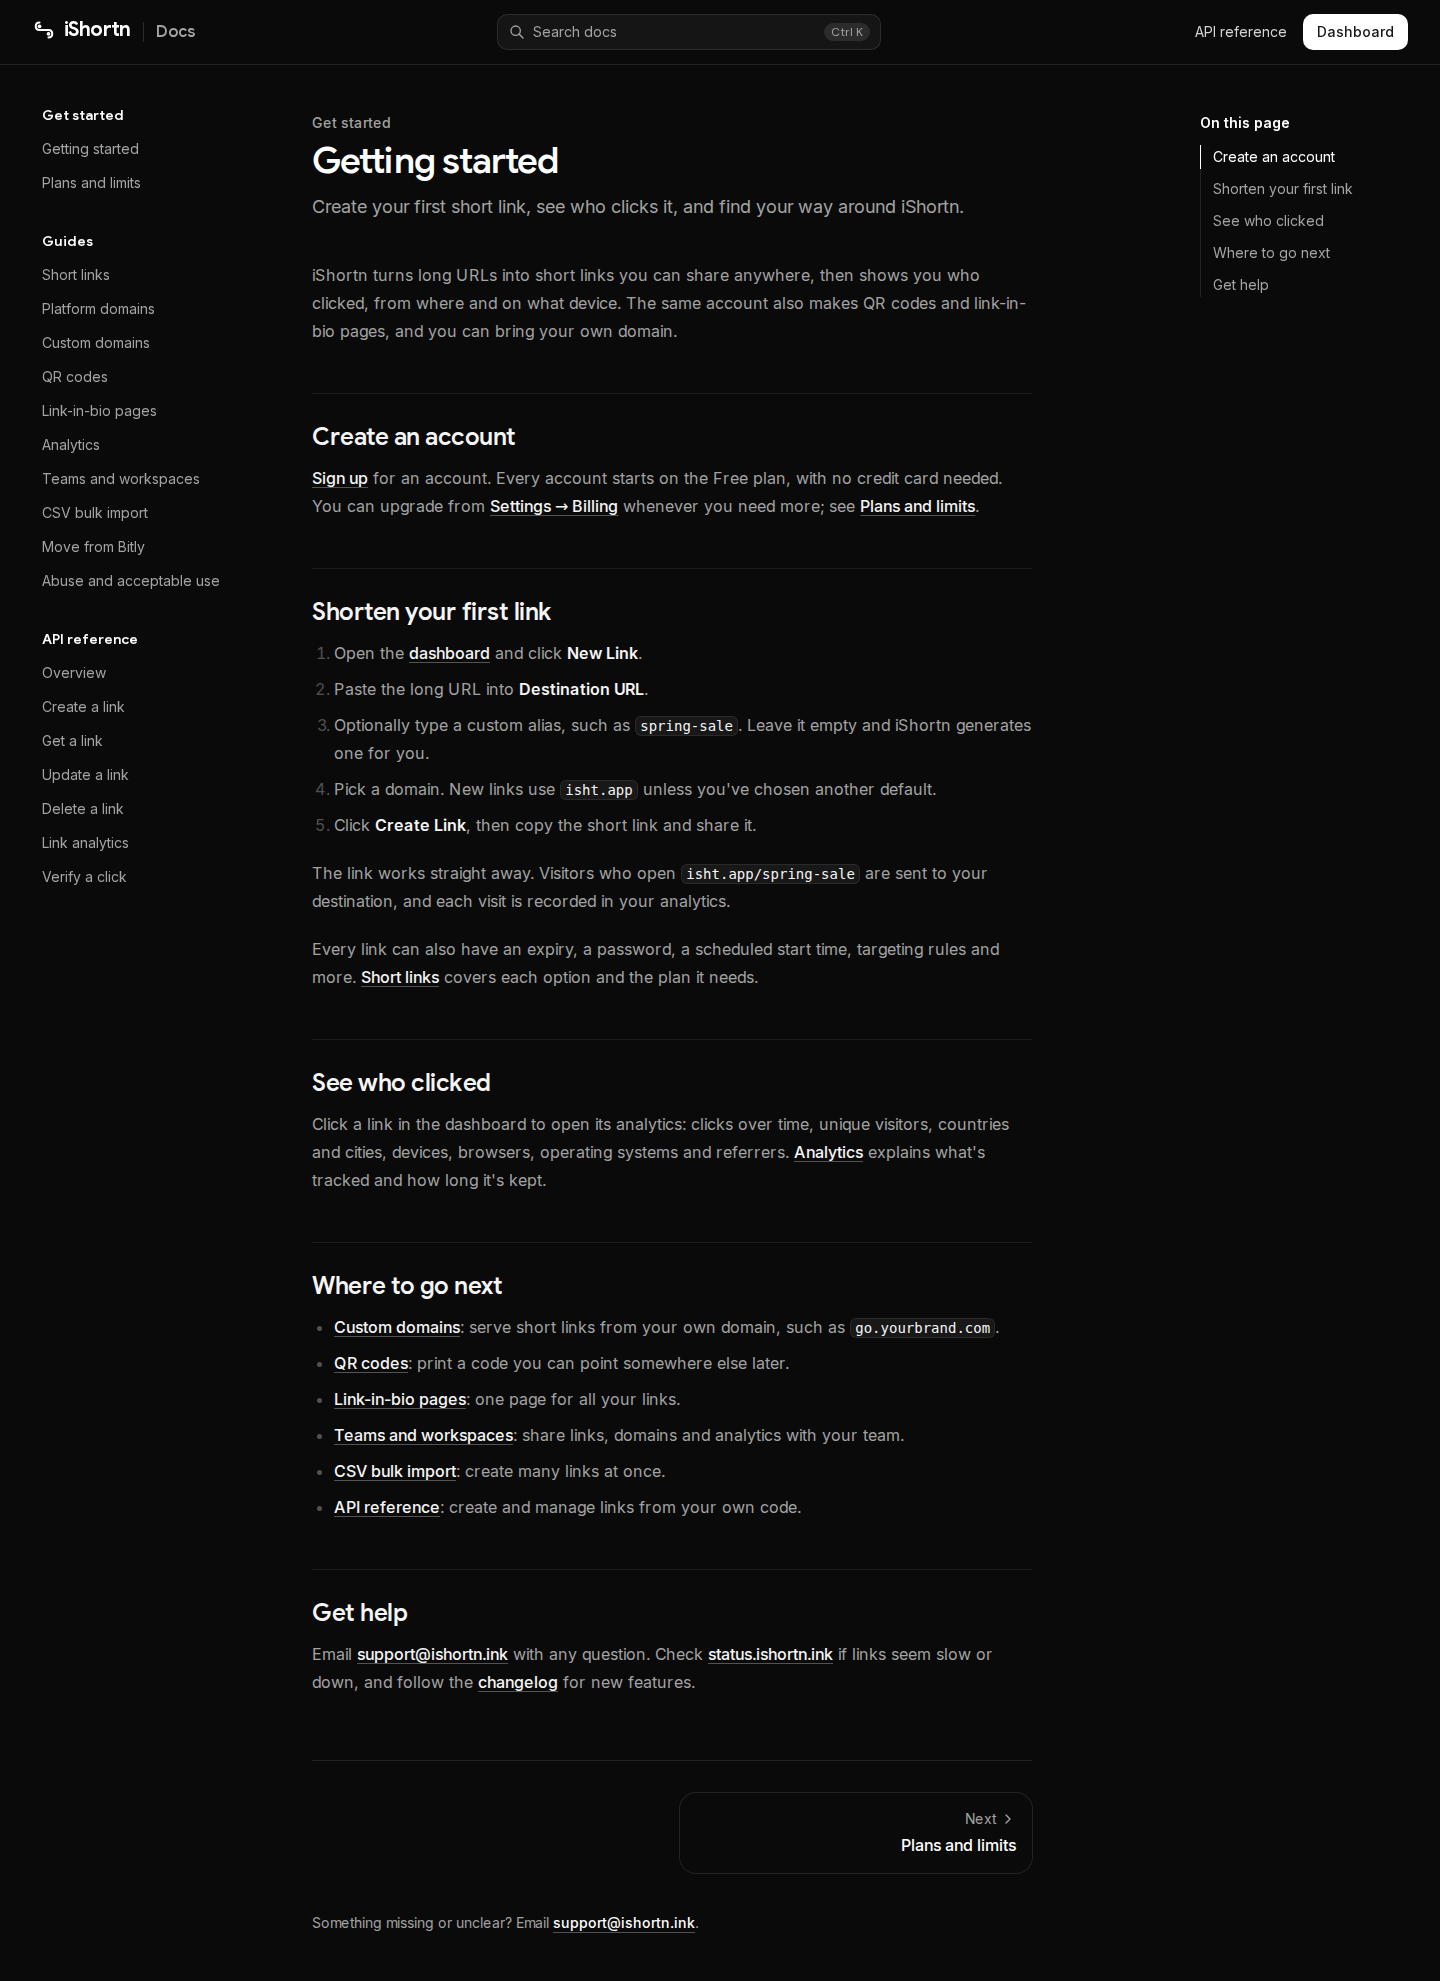 iShortn
Docs
Search docs
Ctrl K
API reference
Dashboard
Get started
Getting started
Plans and limits
Guides
Short links
Platform domains
Custom domains
QR codes
Link-in-bio pages
Analytics
Teams and workspaces
CSV bulk import
Move from Bitly
Abuse and acceptable use
API reference
Overview
Create a link
Get a link
Update a link
Delete a link
Link analytics
Verify a click
Get started
Getting started
Create your first short link, see who clicks it, and find your way around iShortn.
iShortn turns long URLs into short links you can share anywhere, then shows you who
clicked, from where and on what device. The same account also makes QR codes and link-in-
bio pages, and you can bring your own domain.
Create an account
Sign up for an account. Every account starts on the Free plan, with no credit card needed.
You can upgrade from Settings → Billing whenever you need more; see Plans and limits.
Shorten your first link
1. Open the dashboard and click New Link.
2. Paste the long URL into Destination URL.
3. Optionally type a custom alias, such as spring-sale. Leave it empty and iShortn generates
one for you.
4. Pick a domain. New links use isht.app unless you've chosen another default.
5. Click Create Link, then copy the short link and share it.
The link works straight away. Visitors who open isht.app/spring-sale are sent to your
destination, and each visit is recorded in your analytics.
Every link can also have an expiry, a password, a scheduled start time, targeting rules and
more. Short links covers each option and the plan it needs.
See who clicked
Click a link in the dashboard to open its analytics: clicks over time, unique visitors, countries
and cities, devices, browsers, operating systems and referrers. Analytics explains what's
tracked and how long it's kept.
Where to go next
• Custom domains: serve short links from your own domain, such as go.yourbrand.com.
• QR codes: print a code you can point somewhere else later.
• Link-in-bio pages: one page for all your links.
• Teams and workspaces: share links, domains and analytics with your team.
• CSV bulk import: create many links at once.
• API reference: create and manage links from your own code.
Get help
Email support@ishortn.ink with any question. Check status.ishortn.ink if links seem slow or
down, and follow the changelog for new features.
Next
Plans and limits
Something missing or unclear? Email support@ishortn.ink.
On this page
Create an account
Shorten your first link
See who clicked
Where to go next
Get help